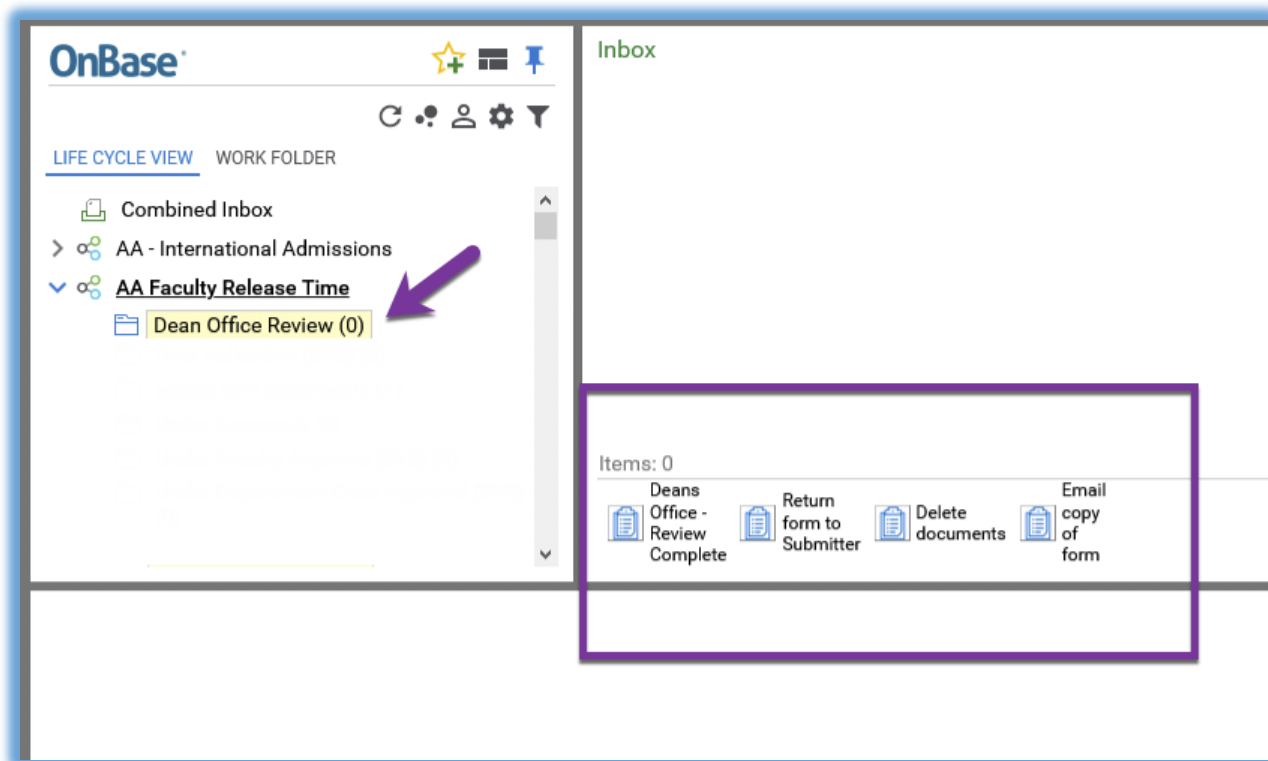 OnBase
Inbox
LIFE CYCLE VIEW WORK FOLDER
Combined Inbox
AA - International Admissions
AA Faculty Release Time
Dean Office Review (0)
Items: 0
Deans
Office -
Review
Complete
Return
form to
Submitter
Delete
documents
Email
copy
of
form